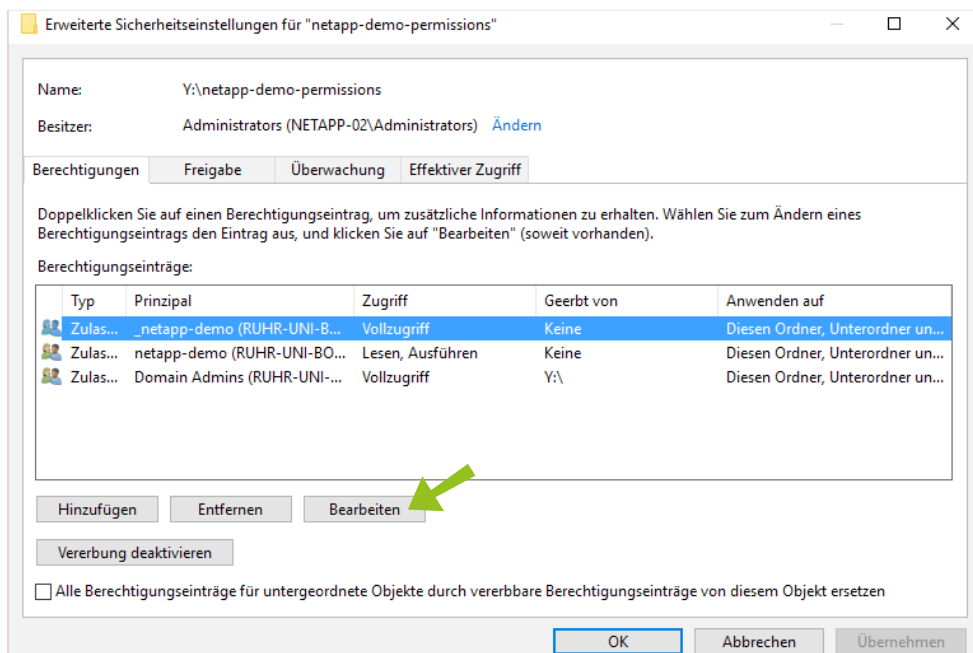 Erweiterte Sicherheitseinstellungen für "netapp-demo-permissions"
Name: Y:\netapp-demo-permissions
Besitzer: Administrators (NETAPP-02\Administrators) Ändern
Berechtigungen Freigabe Überwachung Effektiver Zugriff
Doppelklicken Sie auf einen Berechtigungseintrag, um zusätzliche Informationen zu erhalten. Wählen Sie zum Ändern eines
Berechtigungseintrags den Eintrag aus, und klicken Sie auf "Bearbeiten" (soweit vorhanden).
Berechtigungseinträge:
Typ Prinzipal Zugriff Geerbt von Anwenden auf
Zulas... _netapp-demo (RUHR-UNI-B... Vollzugriff Keine Diesen Ordner, Unterordner un...
Zulas... netapp-demo (RUHR-UNI-BO... Lesen, Ausführen Keine Diesen Ordner, Unterordner un...
Zulas... Domain Admins (RUHR-UNI-... Vollzugriff Y:\ Diesen Ordner, Unterordner un...
Hinzufügen Entfernen Bearbeiten
Vererbung deaktivieren
Alle Berechtigungseinträge für untergeordnete Objekte durch vererbbare Berechtigungseinträge von diesem Objekt ersetzen
OK Abbrechen Übernehmen